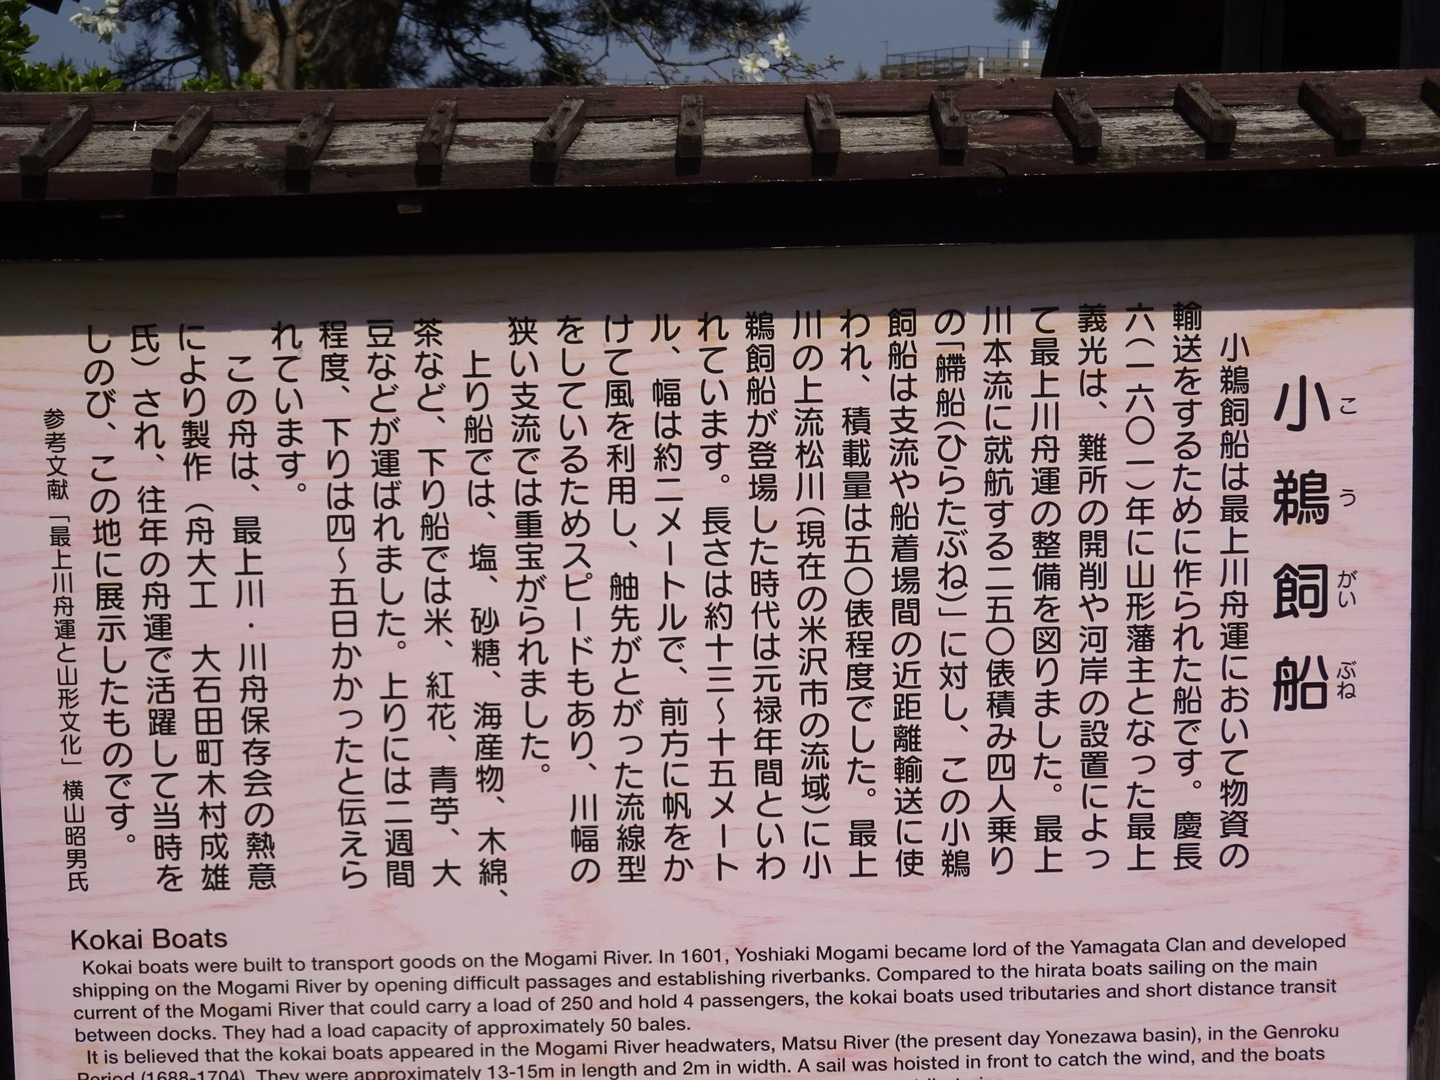 小鵜飼船
こうがいぶね
小鵜飼船は最上川舟運において物資の
輸送をするために作られた船です。慶長
六(一六〇一)年に山形藩主となった最上
義光は、難所の開削や河岸の設置によっ
て最上川舟運の整備を図りました。最上
川本流に就航する二五〇俵積み四人乗り
の「艜船(ひらたぶね)」に対し、この小鵜
飼船は支流や船着場間の近距離輸送に使
われ、積載量は五〇俵程度でした。最上
川の上流松川(現在の米沢市の流域)に小
鵜飼船が登場した時代は元禄年間といわ
れています。長さは約十三～十五メート
ル、幅は約二メートルで、前方に帆をか
けて風を利用し、舳先がとがった流線型
をしているためスピードもあり、川幅の
狭い支流では重宝がられました。
上り船では、塩、砂糖、海産物、木綿、
茶など、下り船では米、紅花、青苧、大
豆などが運ばれました。上りには二週間
程度、下りは四～五日かかったと伝えら
れています。
この舟は、最上川・川舟保存会の熱意
により製作(舟大工 大石田町木村成雄
氏)され、往年の舟運で活躍して当時を
しのび、この地に展示したものです。
参考文献「最上川舟運と山形文化」横山昭男氏
Kokai Boats
Kokai boats were built to transport goods on the Mogami River. In 1601, Yoshiaki Mogami became lord of the Yamagata Clan and developed
shipping on the Mogami River by opening difficult passages and establishing riverbanks. Compared to the hirata boats sailing on the main
current of the Mogami River that could carry a load of 250 and hold 4 passengers, the kokai boats used tributaries and short distance transit
between docks. They had a load capacity of approximately 50 bales.
It is believed that the kokai boats appeared in the Mogami River headwaters, Matsu River (the present day Yonezawa basin), in the Genroku
Period (1688-1704). They were approximately 13-15m in length and 2m in width. A sail was hoisted in front to catch the wind, and the boats